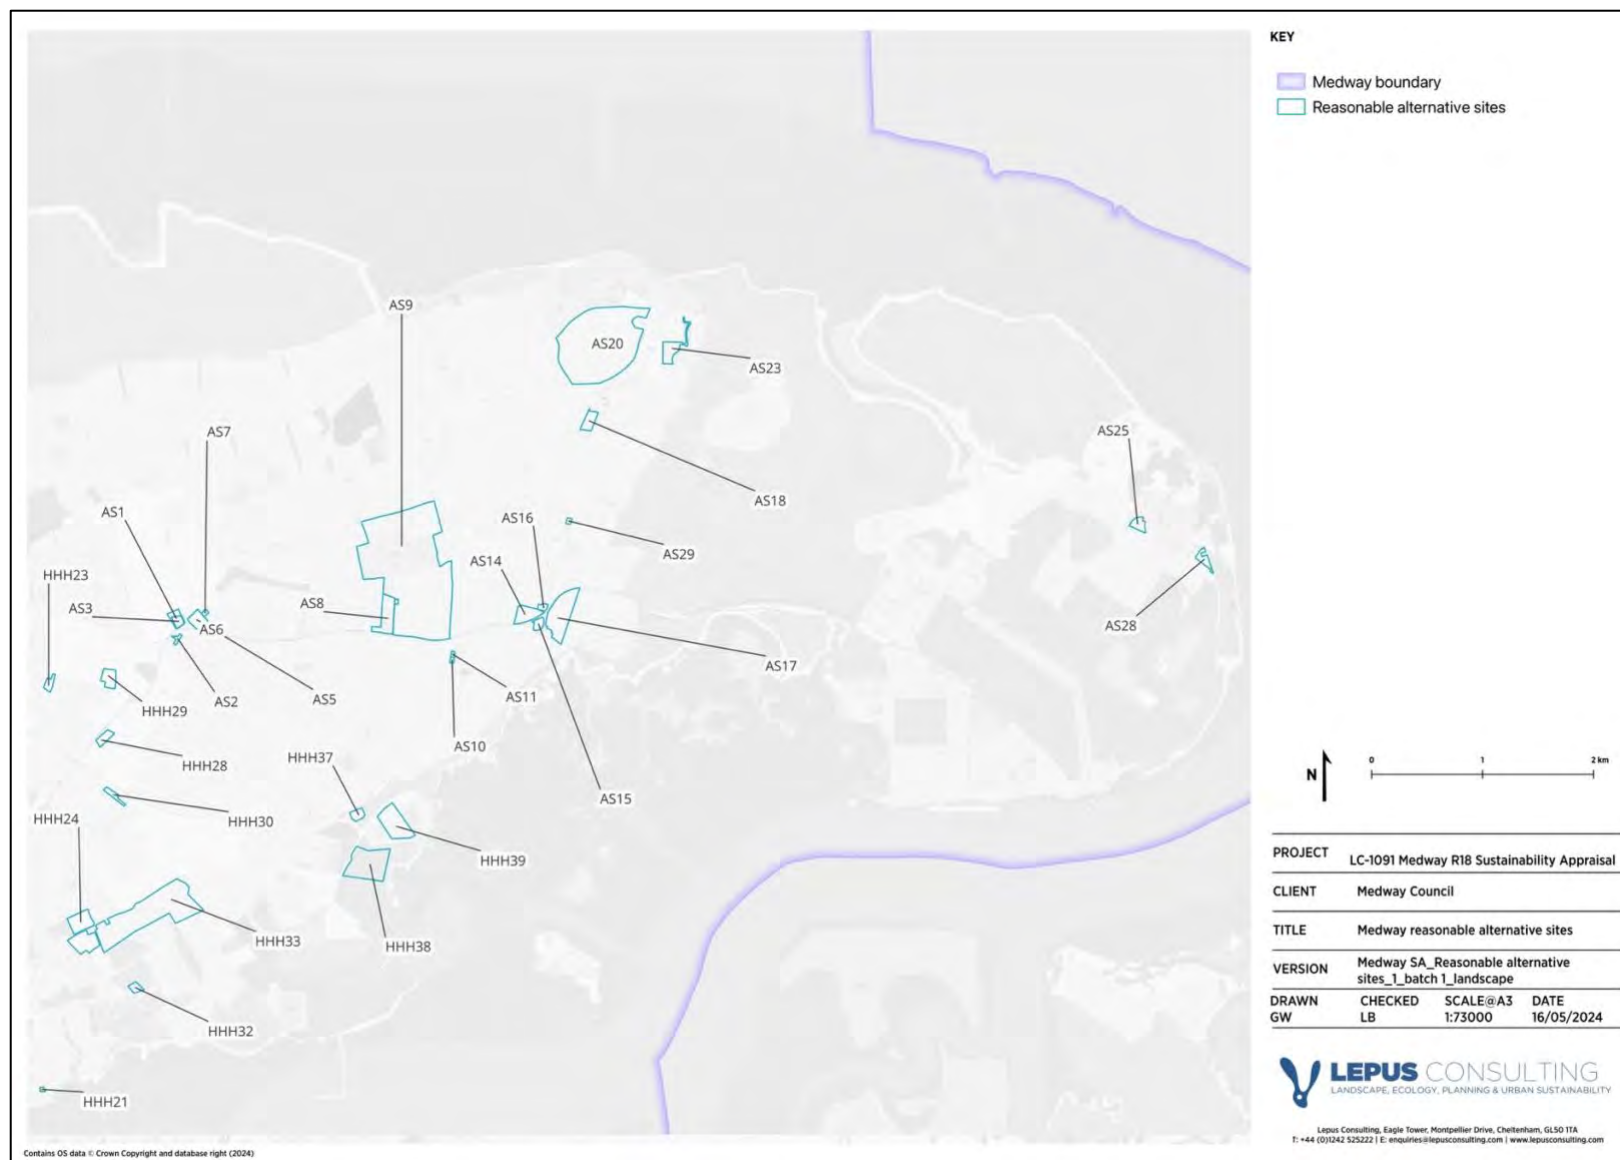 KEY
Medway boundary
Reasonable alternative sites
AS9
AS20
AS23
AS7
AS25
AS18
AS1
AS16
AS29
AS14
HHH23
AS3
AS8
AS6
AS28
AS17
AS2
AS5
AS11
HHH29
AS10
HHH37
HHH28
AS15
HHH24
HHH30
HHH39
HHH33
HHH38
HHH32
HHH21
N
0 1 2 km
PROJECT LC-1091 Medway R18 Sustainability Appraisal
CLIENT Medway Council
TITLE Medway reasonable alternative sites
VERSION Medway SA_Reasonable alternative
sites_1_batch 1_landscape
DRAWN CHECKED SCALE@A3 DATE
GW LB 1:73000 16/05/2024
LEPUS CONSULTING
LANDSCAPE, ECOLOGY, PLANNING & URBAN SUSTAINABILITY
Lepus Consulting, Eagle Tower, Montpellier Drive, Cheltenham, GL50 1TA
T: +44 (0)1242 525222 | E: enquiries@lepusconsulting.com | www.lepusconsulting.com
Contains OS data © Crown Copyright and database right (2024)